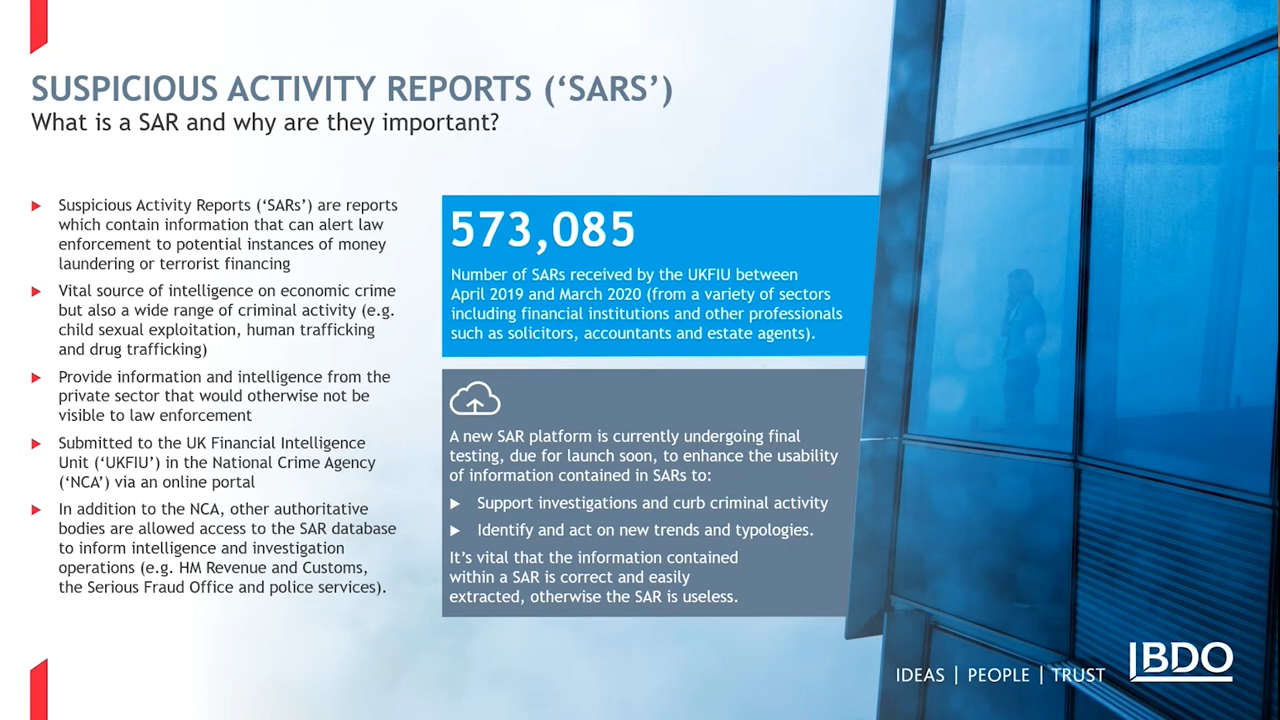 SUSPICIOUS ACTIVITY REPORTS (‘SARS’)
What is a SAR and why are they important?
Suspicious Activity Reports (‘SARs’) are reports
which contain information that can alert law
enforcement to potential instances of money
laundering or terrorist financing
Vital source of intelligence on economic crime
but also a wide range of criminal activity (e.g.
child sexual exploitation, human trafficking
and drug trafficking)
Provide information and intelligence from the
private sector that would otherwise not be
visible to law enforcement
Submitted to the UK Financial Intelligence
Unit (‘UKFIU’) in the National Crime Agency
(‘NCA’) via an online portal
In addition to the NCA, other authoritative
bodies are allowed access to the SAR database
to inform intelligence and investigation
operations (e.g. HM Revenue and Customs,
the Serious Fraud Office and police services).
573,085
Number of SARs received by the UKFIU between
April 2019 and March 2020 (from a variety of sectors
including financial institutions and other professionals
such as solicitors, accountants and estate agents).
A new SAR platform is currently undergoing final
testing, due for launch soon, to enhance the usability
of information contained in SARs to:
Support investigations and curb criminal activity
Identify and act on new trends and typologies.
It’s vital that the information contained
within a SAR is correct and easily
extracted, otherwise the SAR is useless.
IDEAS | PEOPLE | TRUST
BDO